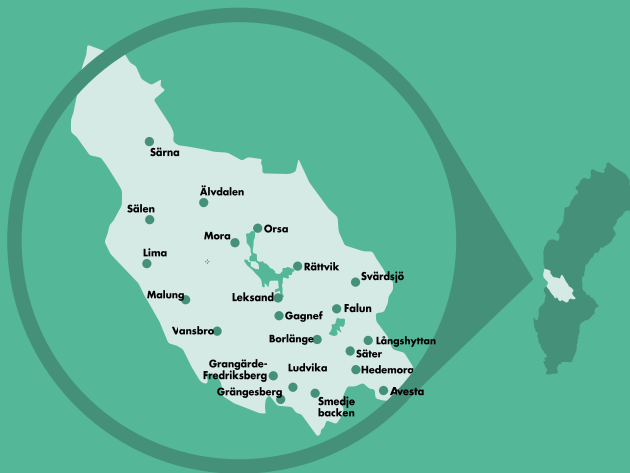 Särna
Älvdalen
Sälen
Orsa
Mora
Lima
Rättvik
Svärdsjö
Malung
Leksand
Falun
Gagnef
Vansbro
Borlänge
Långshyttan
Säter
Grangärde-
Fredriksberg
Ludvika
Hedemora
Grängesberg
Avesta
Smedje
backen